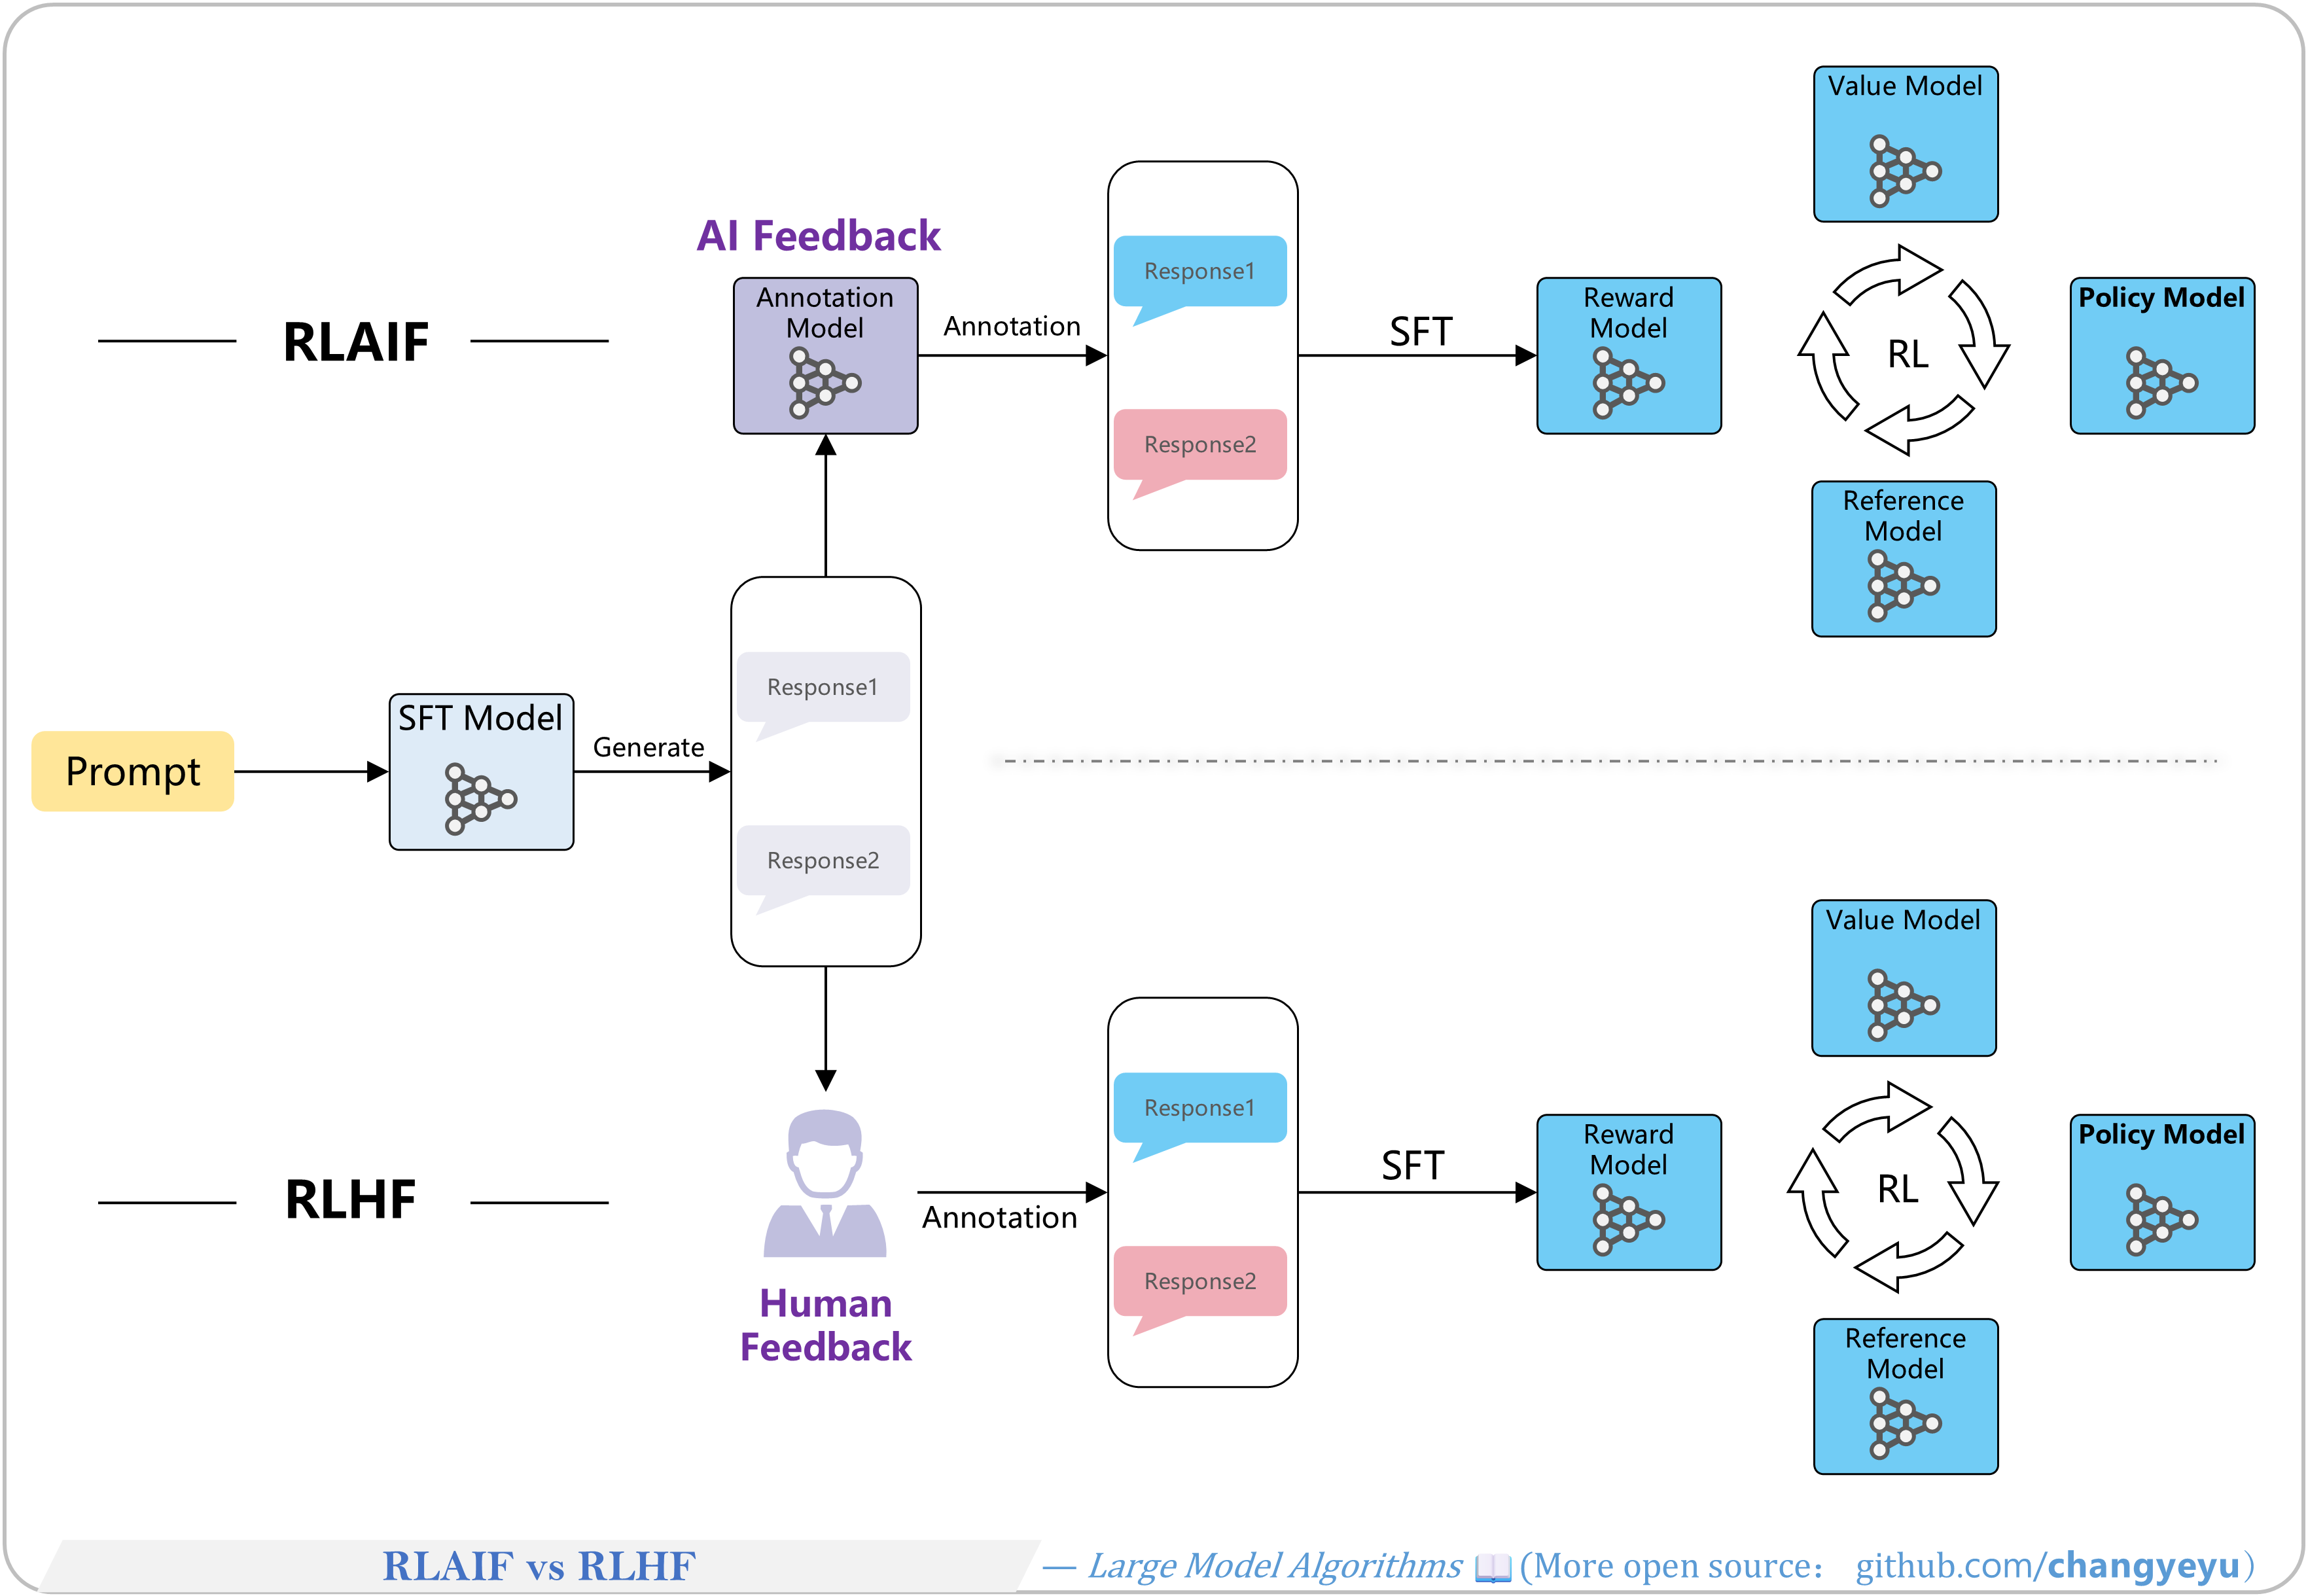 Value Model
AI Feedback
Annotation
Model
Annotation
Response1
Response2
SFT
Reward
Model
RL
Policy Model
Reference
Model
RLAIF
Prompt
SFT Model
Generate
Response1
Response2
RLHF
Human
Feedback
Annotation
Response1
Response2
SFT
Reward
Model
Value Model
RL
Policy Model
Reference
Model
RLAIF vs RLHF
— Large Model Algorithms 📖 (More open source： github.com/changyeyu）